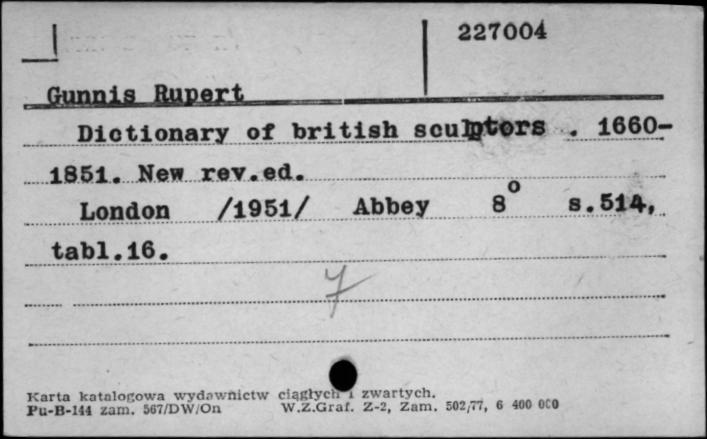 227004
Gunnis Rupert
Dictionary of british sculptors . 1660-
1851. New rev.ed.
London /1951/ Abbey 8° s.514,
tabl.16.
7
Karta katalogowa wydawnictw ciągłych i zwartych.
Pu-B-144 zam. 567/DW/On W.Z.Graf. Z-2, Zam. 502/77, 6 400 000